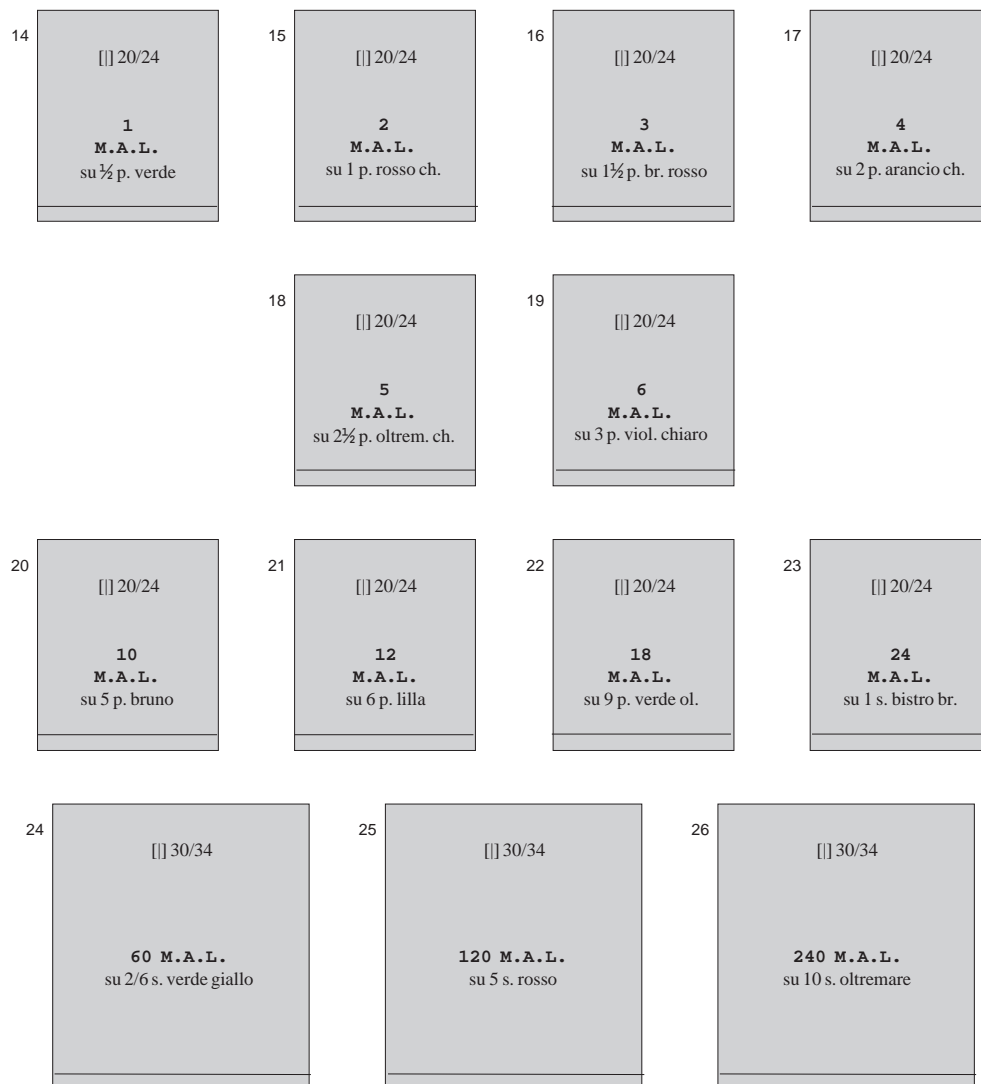 14
[|] 20/24
1
M.A.L.
su ½ p. verde
15
[|] 20/24
2
M.A.L.
su 1 p. rosso ch.
16
[|] 20/24
3
M.A.L.
su 1½ p. br. rosso
17
[|] 20/24
4
M.A.L.
su 2 p. arancio ch.
18
[|] 20/24
5
M.A.L.
su 2½ p. oltrem. ch.
19
[|] 20/24
6
M.A.L.
su 3 p. viol. chiaro
20
[|] 20/24
10
M.A.L.
su 5 p. bruno
21
[|] 20/24
12
M.A.L.
su 6 p. lilla
22
[|] 20/24
18
M.A.L.
su 9 p. verde ol.
23
[|] 20/24
24
M.A.L.
su 1 s. bistro br.
24
[|] 30/34
60 M.A.L.
su 2/6 s. verde giallo
25
[|] 30/34
120 M.A.L.
su 5 s. rosso
26
[|] 30/34
240 M.A.L.
su 10 s. oltremare